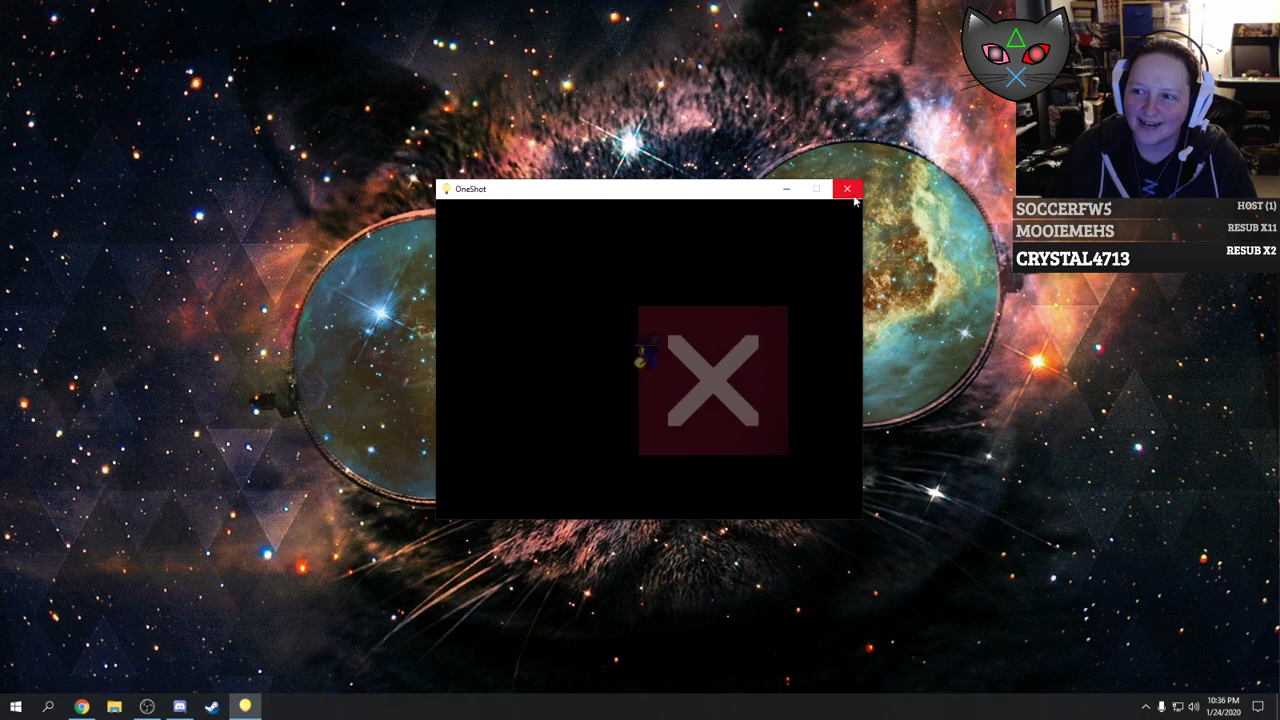 OneShot
SOCCERFW5 HOST (1)
MOOIEMEHS RESUB X11
CRYSTAL4713 RESUB X2
10:36 PM
1/24/2020